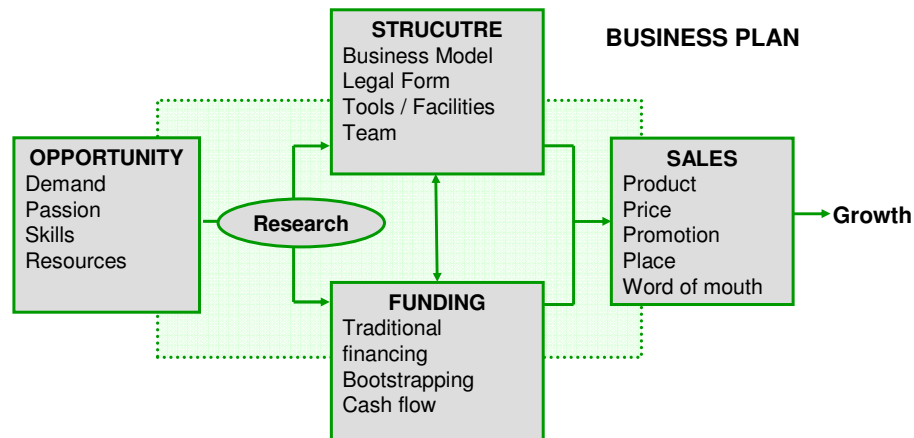 BUSINESS PLAN
STRUCUTRE
Business Model
Legal Form
Tools / Facilities
Team
OPPORTUNITY
Demand
Passion
Skills
Resources
Research
FUNDING
Traditional
financing
Bootstrapping
Cash flow
SALES
Product
Price
Promotion
Place
Word of mouth
Growth